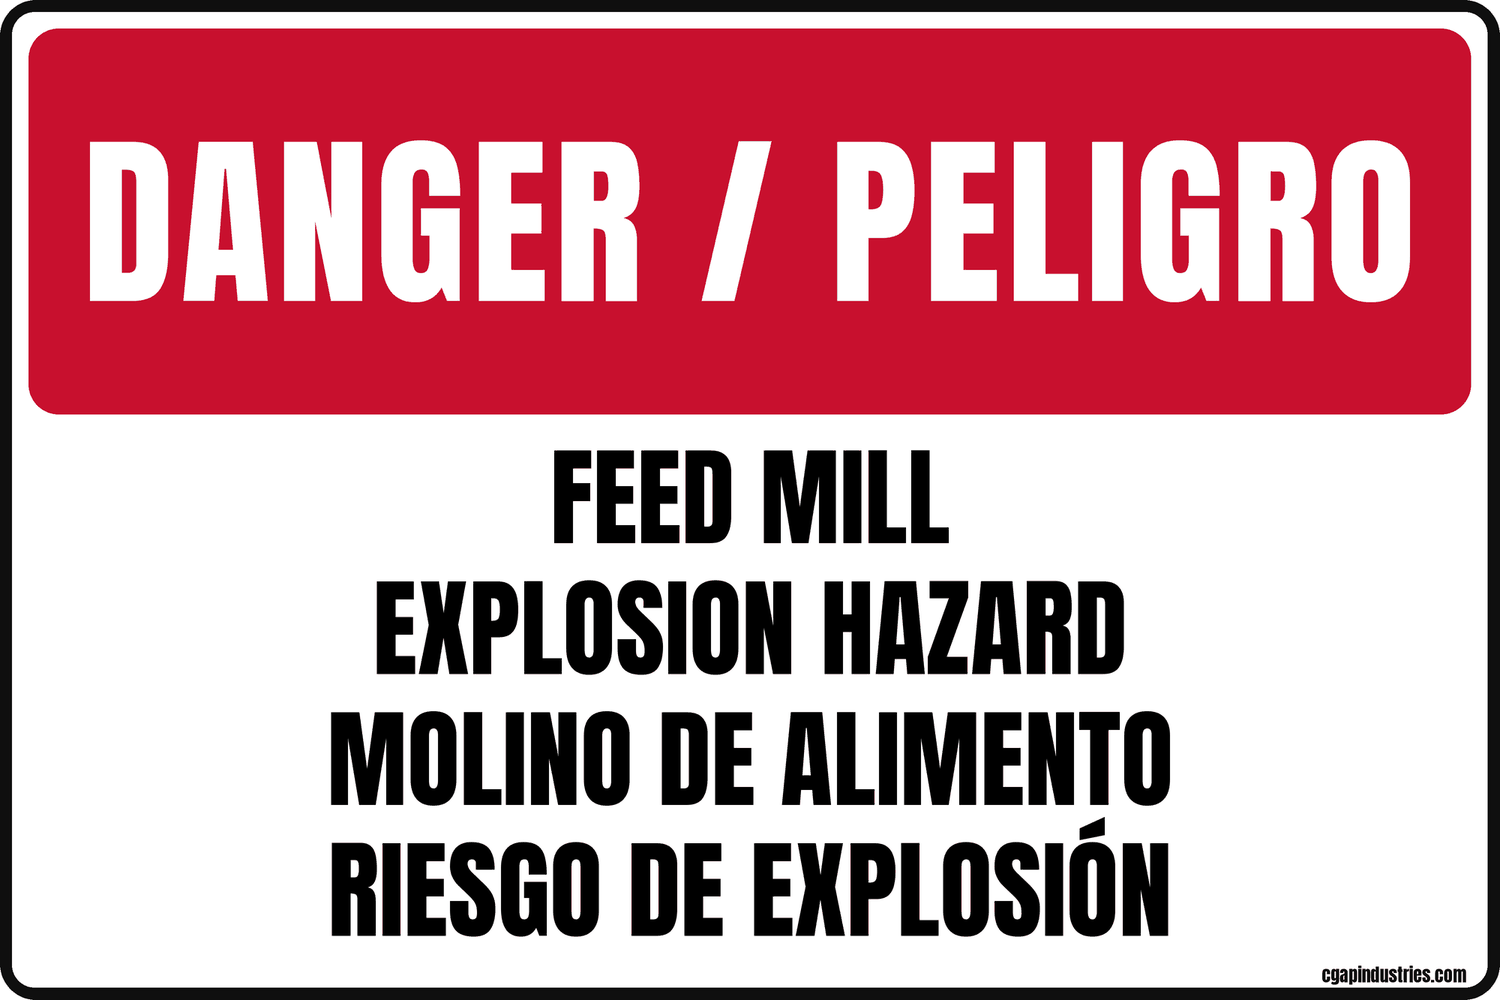 DANGER / PELIGRO
FEED MILL
EXPLOSION HAZARD
MOLINO DE ALIMENTO
RIESGO DE EXPLOSIÓN
cgapindustries.com